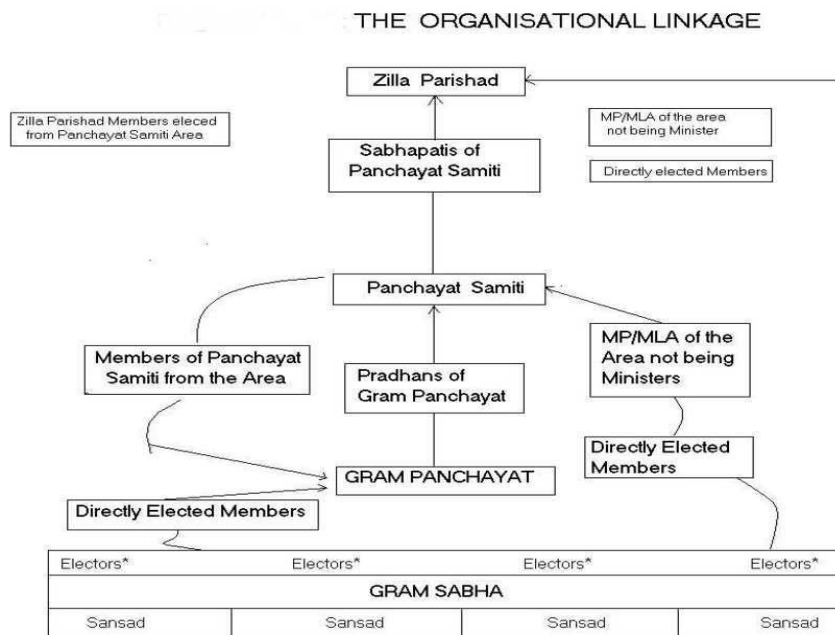 THE ORGANISATIONAL LINKAGE
Zilla Parishad
Zilla Parishad Members eleced
from Panchayat Samiti Area
MP/MLA of the area
not being Minister
Sabhapatis of
Panchayat Samiti
Directly elected Members
Panchayat Samiti
Members of Panchayat
Samiti from the Area
Pradhans of
Gram Panchayat
MP/MLA of the
Area not being
Ministers
Directly Elected
Members
GRAM PANCHAYAT
Directly Elected Members
Electors* Electors* Electors* Electors*
GRAM SABHA
Sansad Sansad Sansad Sansad